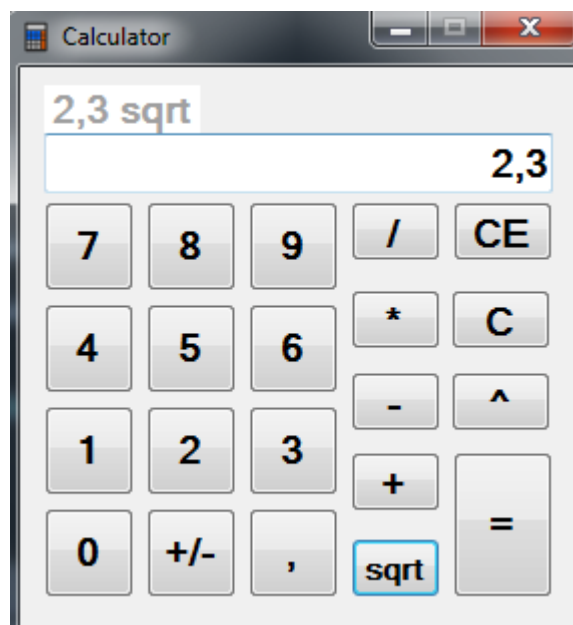 Calculator
2,3 sqrt
2,3
7 8 9 / CE
4 5 6 * C
- ^
1 2 3
+
=
0 +/- , sqrt